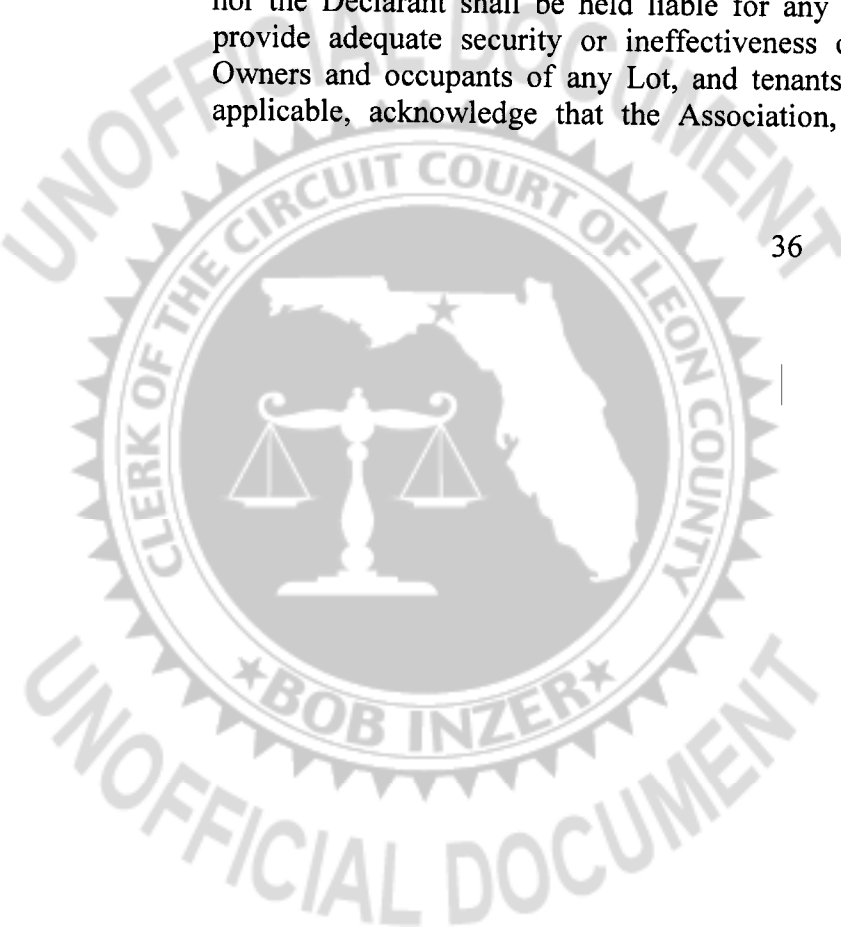 nor the Declarant shall be held liable for any
provide adequate security or ineffectiveness
Owners and occupants of any Lot, and tenants
applicable, acknowledge that the Association,
UNOFFICIAL DOCUMENT
CLERK OF THE CIRCUIT COURT OF LEON COUNTY
36
★BOB INZER★
UNOFFICIAL DOCUMENT